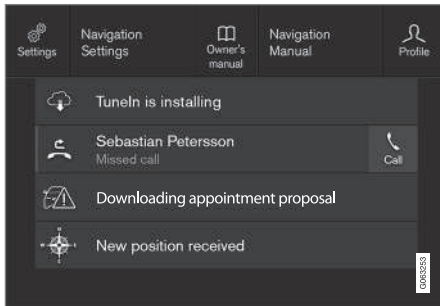 Settings
Navigation
Settings
Owner's
manual
Navigation
Manual
Profile
TuneIn is installing
Sebastian Petersson
Missed call
Call
Downloading appointment proposal
New position received
G063253